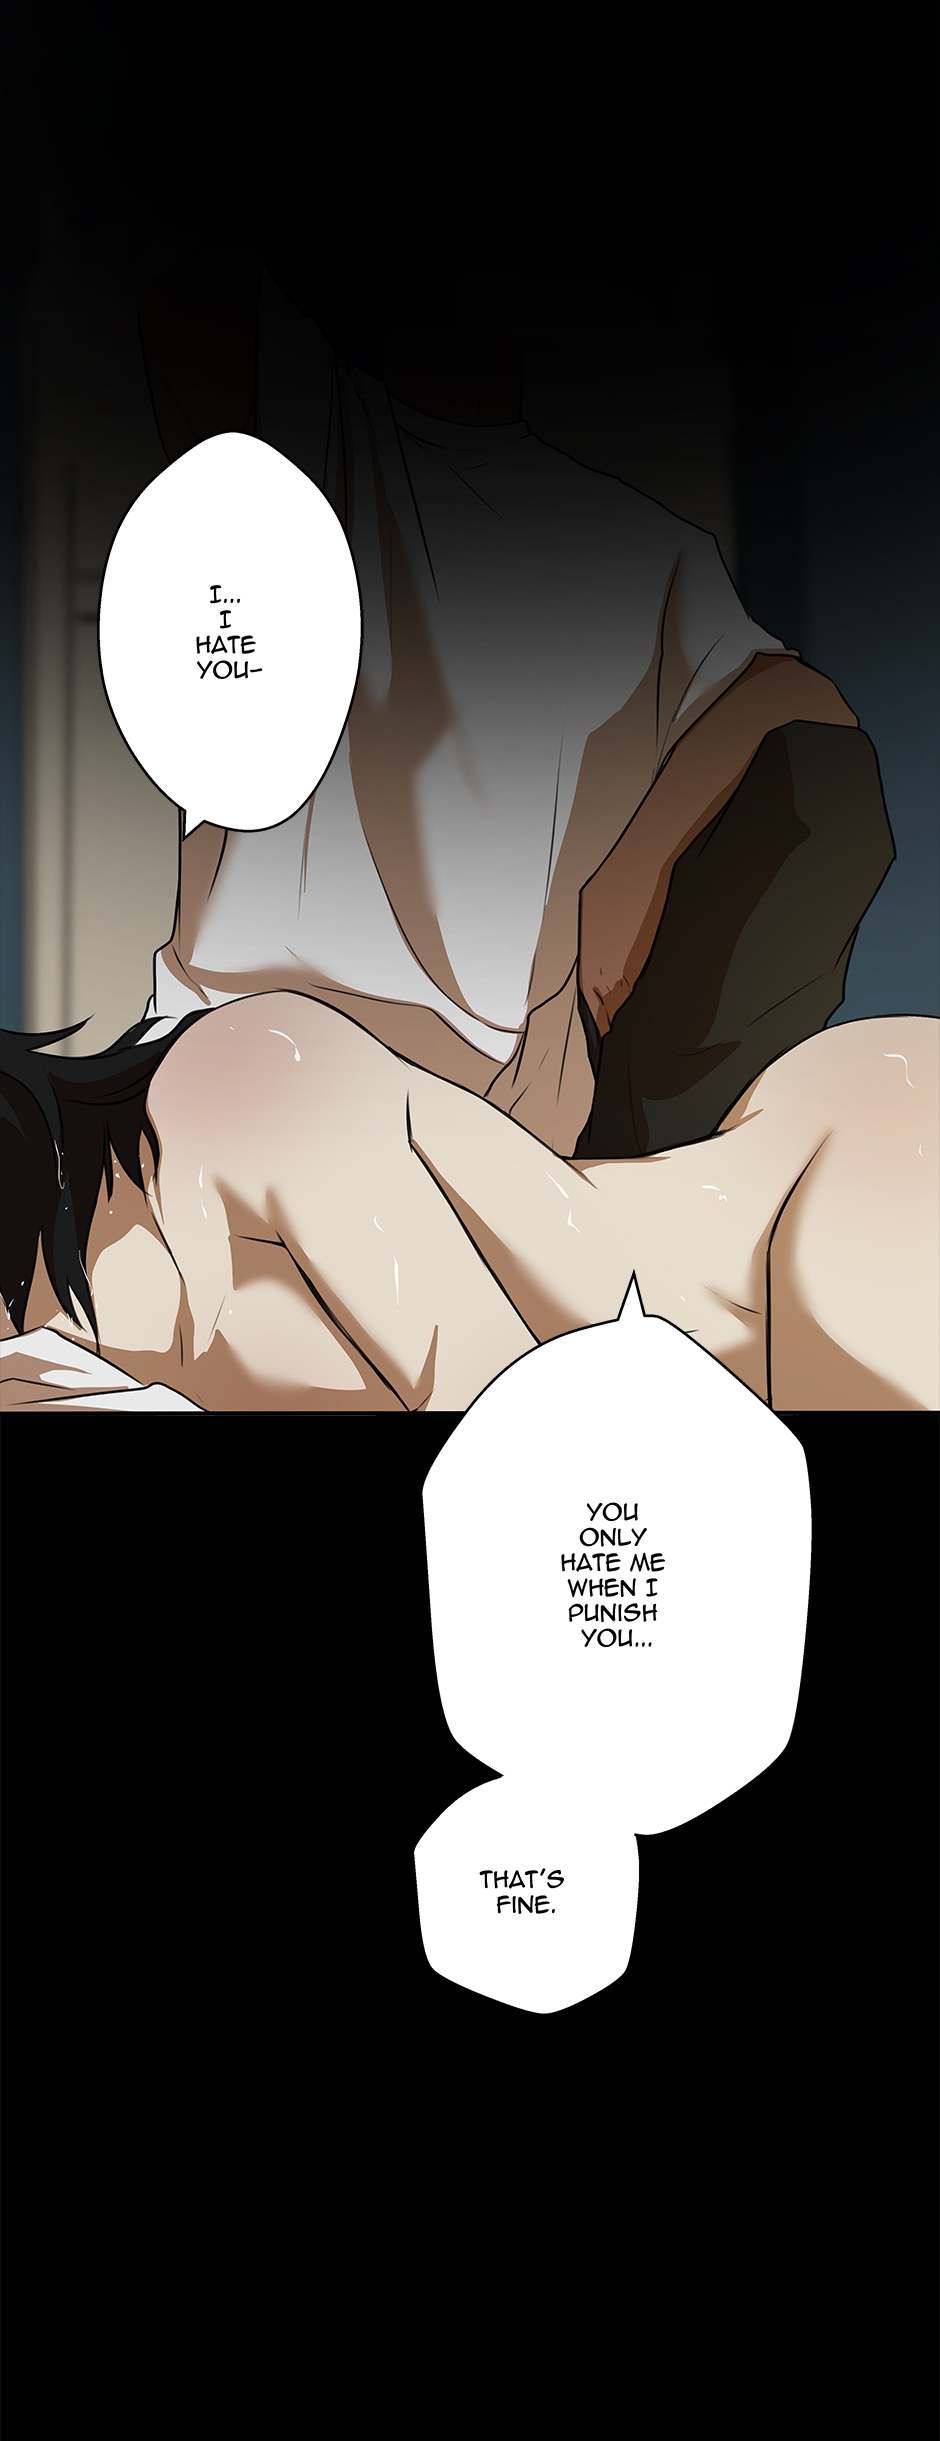 I...
I
HATE
YOU-
YOU
ONLY
HATE ME
WHEN I
PUNISH
YOU...
THAT'S
FINE.